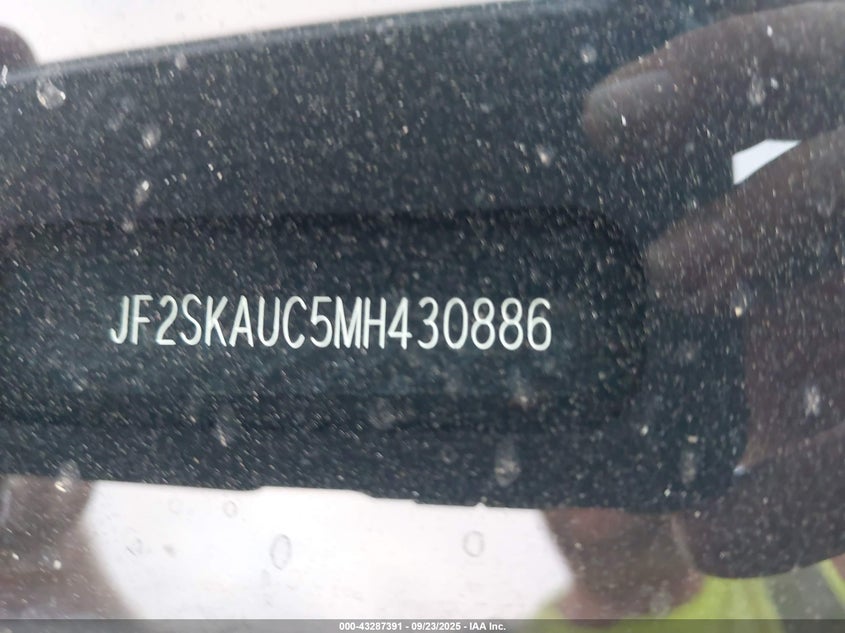 JF2SKAUC5MH430886
000-43287391 - 09/23/2025 - IAA Inc.